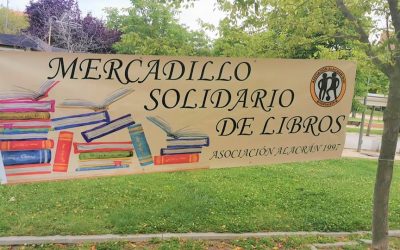 MERCADILLO
SOLIDARIO
DE LIBROS
ASOCIACIÓN ALACRÁN 1997